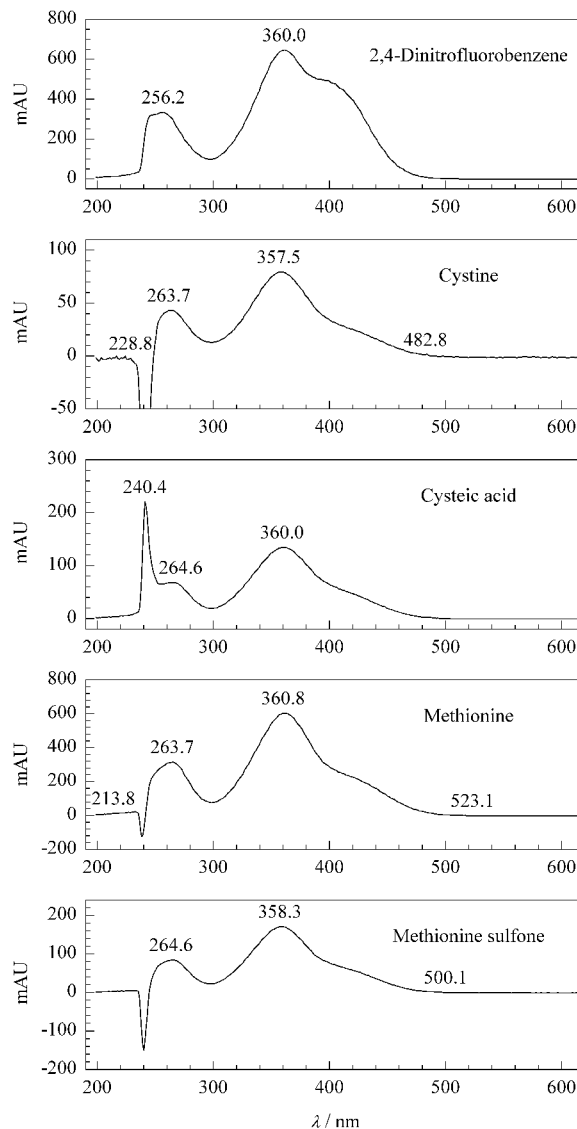 800
360.0
2,4-Dinitrofluorobenzene
600
mAU
400
256.2
200
0
200 300 400 500 600
100
357.5
Cystine
263.7
50
mAU
228.8
482.8
0
-50
200 300 400 500 600
300
240.4
Cysteic acid
200
360.0
mAU
264.6
100
0
200 300 400 500 600
800
360.8
Methionine
600
263.7
mAU
400
200
213.8
523.1
0
-200
200 300 400 500 600
200
358.3
Methionine sulfone
264.6
100
mAU
500.1
0
-100
-200
200 300 400 500 600
λ / nm